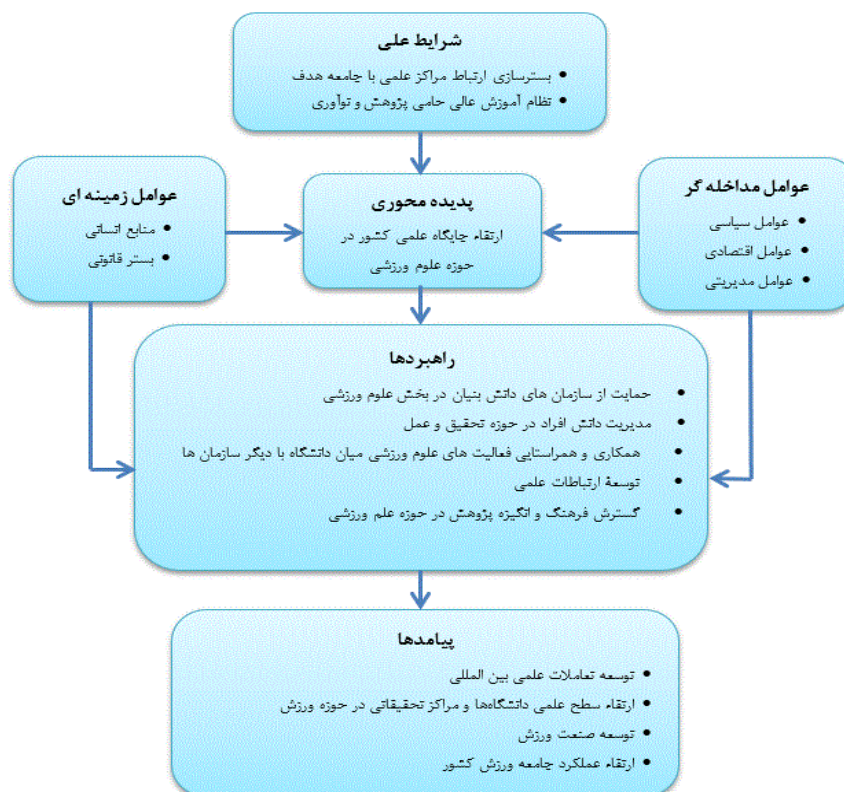 شرایط علی
بسترسازی ارتباط مراکز علمی با جامعه هدف
نظام آموزش عالی حامی پژوهش و نوآوری
عوامل مداخله گر
عوامل سیاسی
عوامل اقتصادی
عوامل مدیریتی
پدیده محوری
ارتقاء جایگاه علمی کشور در
حوزه علوم ورزشی
عوامل زمینه ای
منابع انسانی
بستر قانونی
راهبردها
حمایت از سازمان های دانش بنیان در بخش علوم ورزشی
مدیریت دانش افراد در حوزه تحقیق و عمل
همکاری و همراستایی فعالیت های علوم ورزشی میان دانشگاه با دیگر سازمان ها
توسعۀ ارتباطات علمی
گسترش فرهنگ و انگیزه پژوهش در حوزه علم ورزشی
پیامدها
توسعه تعاملات علمی بین المللی
ارتقاء سطح علمی دانشگاه‌ها و مراکز تحقیقاتی در حوزه ورزش
توسعه صنعت ورزش
ارتقاء عملکرد جامعه ورزش کشور